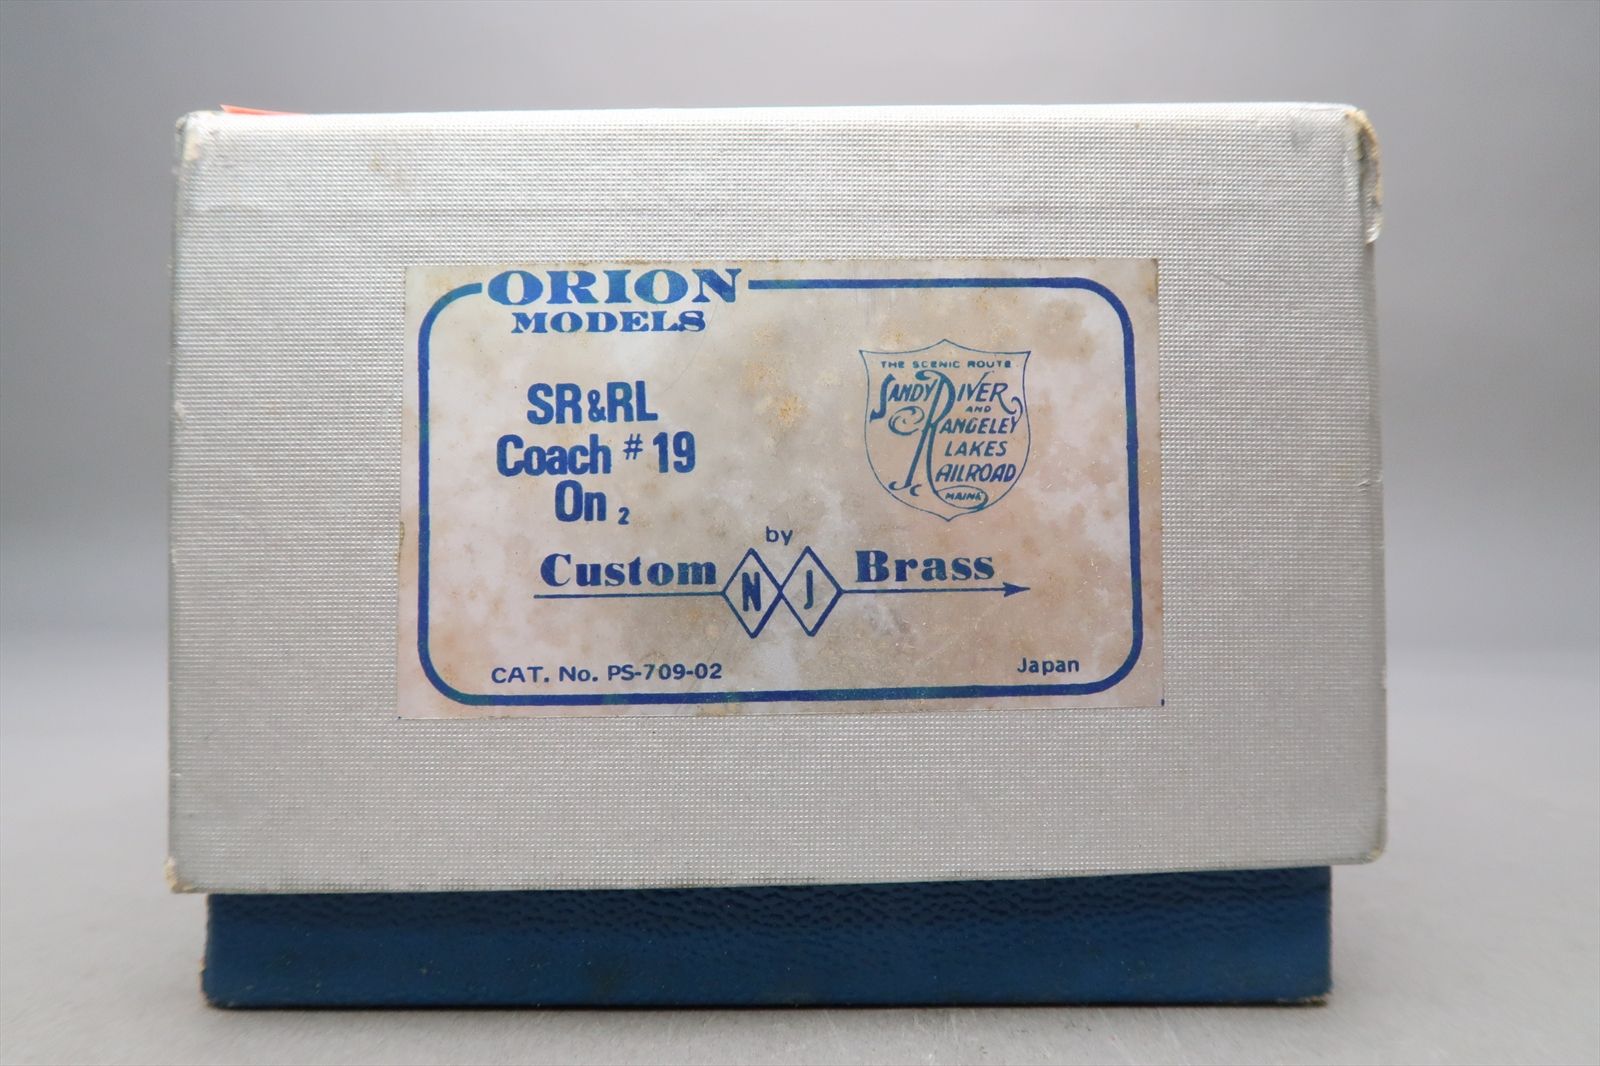 ORION
MODELS
SR&RL
Coach # 19
On 2
THE SCENIC ROUTE
SANDY RIVER
AND
RANGELEY
LAKES
RAILROAD
MAINE
by
Custom NJ Brass
CAT. No. PS-709-02
Japan